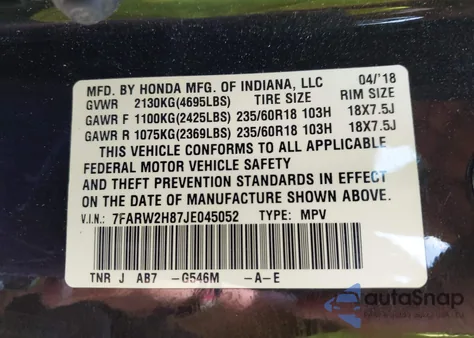 MFD. BY HONDA MFG. OF INDIANA, LLC 04/'18
GVWR 2130KG(4695LBS) TIRE SIZE RIM SIZE
GAWR F 1100KG(2425LBS) 235/60R18 103H 18X7.5J
GAWR R 1075KG(2369LBS) 235/60R18 103H 18X7.5J
THIS VEHICLE CONFORMS TO ALL APPLICABLE
FEDERAL MOTOR VEHICLE SAFETY
AND THEFT PREVENTION STANDARDS IN EFFECT
ON THE DATE OF MANUFACTURE SHOWN ABOVE.
V.I.N.: 7FARW2H87JE045052 TYPE: MPV
TNR J AB7 -G546M -A-E
autoSnap